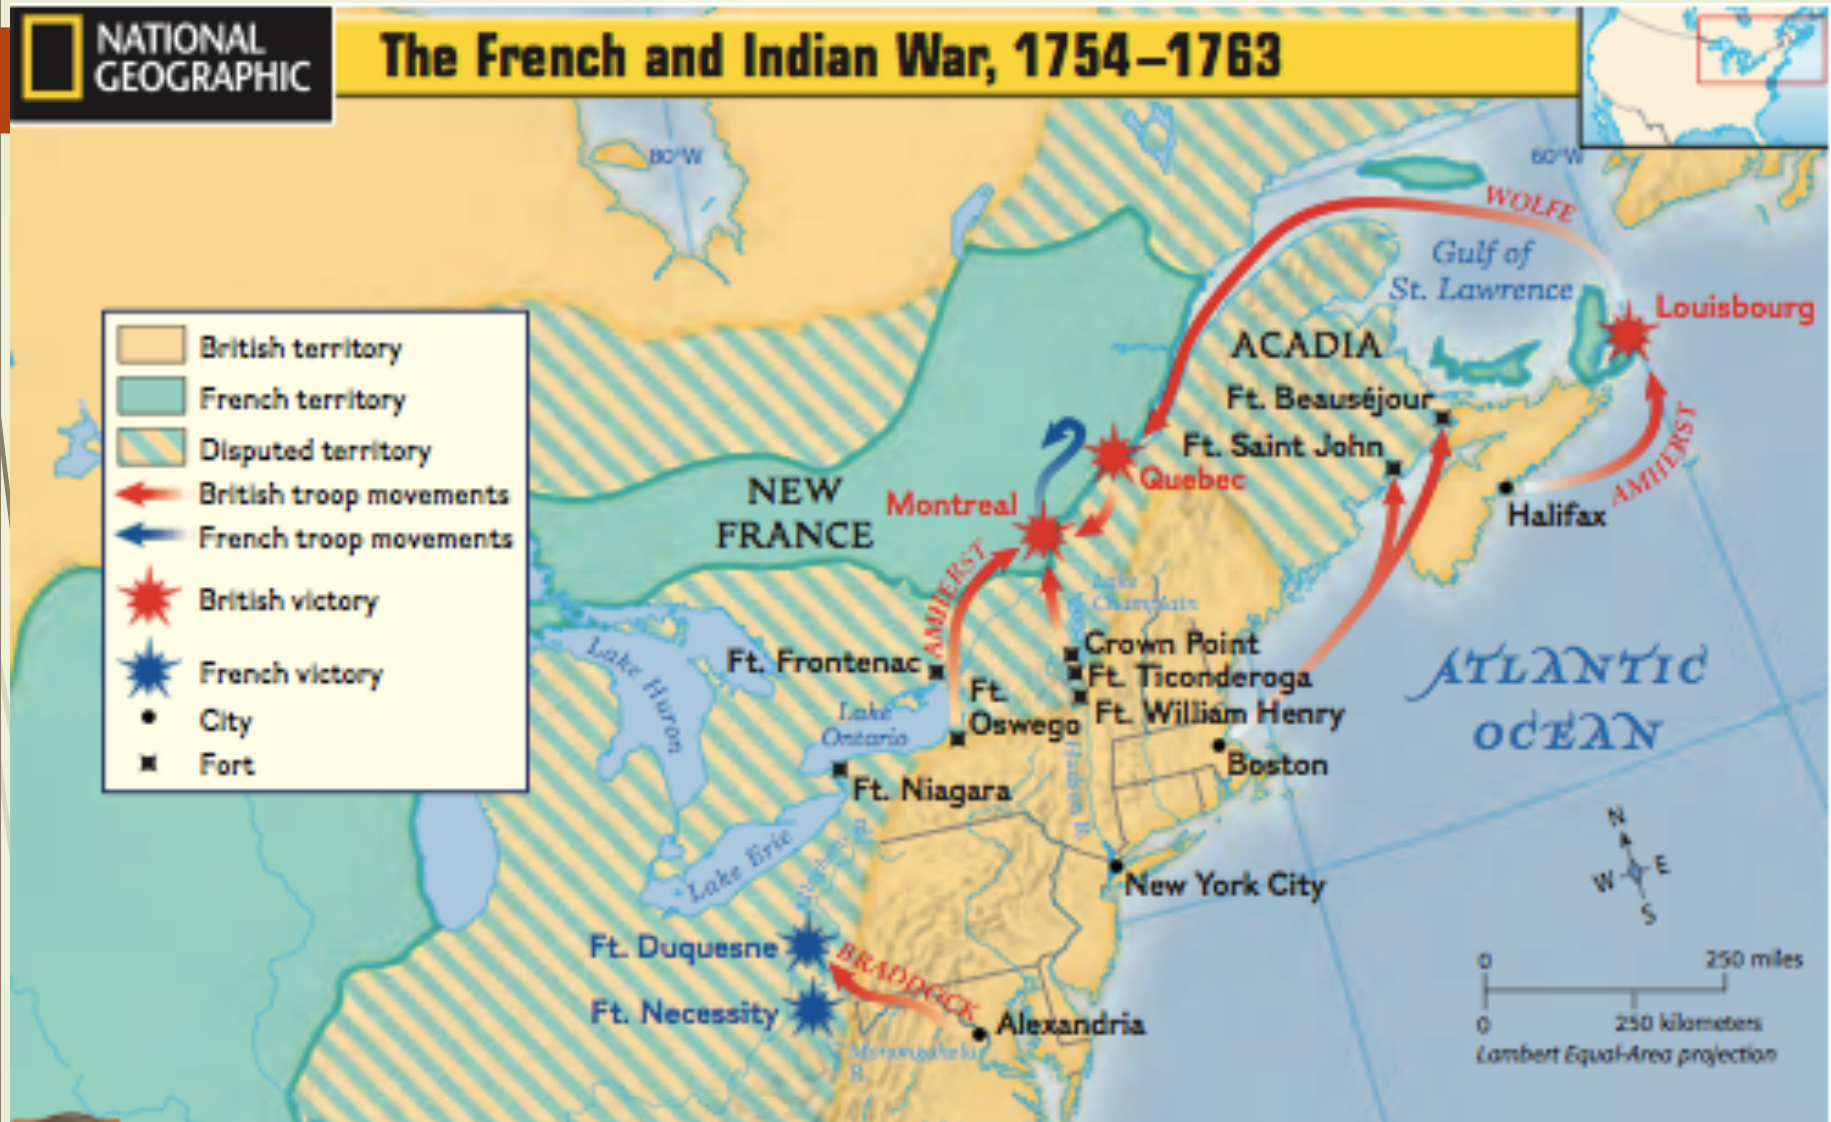 NATIONAL
GEOGRAPHIC
The French and Indian War, 1754–1763
80°W
60°W
WOLFE
Gulf of
St. Lawrence
Louisbourg
British territory
French territory
Disputed territory
British troop movements
French troop movements
British victory
French victory
City
Fort
ACADIA
Ft. Beauséjour
Ft. Saint John
Quebec
AMHERST
Halifax
NEW
FRANCE
Montreal
AMHERST
Lake
Champlain
Crown Point
Ft. Ticonderoga
Ft. William Henry
Ft. Frontenac
Ft.
Oswego
Lake Huron
Lake
Ontario
Ft. Niagara
Hudson R.
Boston
ATLANTIC
OCEAN
Lake Erie
New York City
N
W
E
S
Ft. Duquesne
BRADDOCK
Ft. Necessity
Alexandria
Monongahela
R.
0
250 miles
0
250 kilometers
Lambert Equal-Area projection